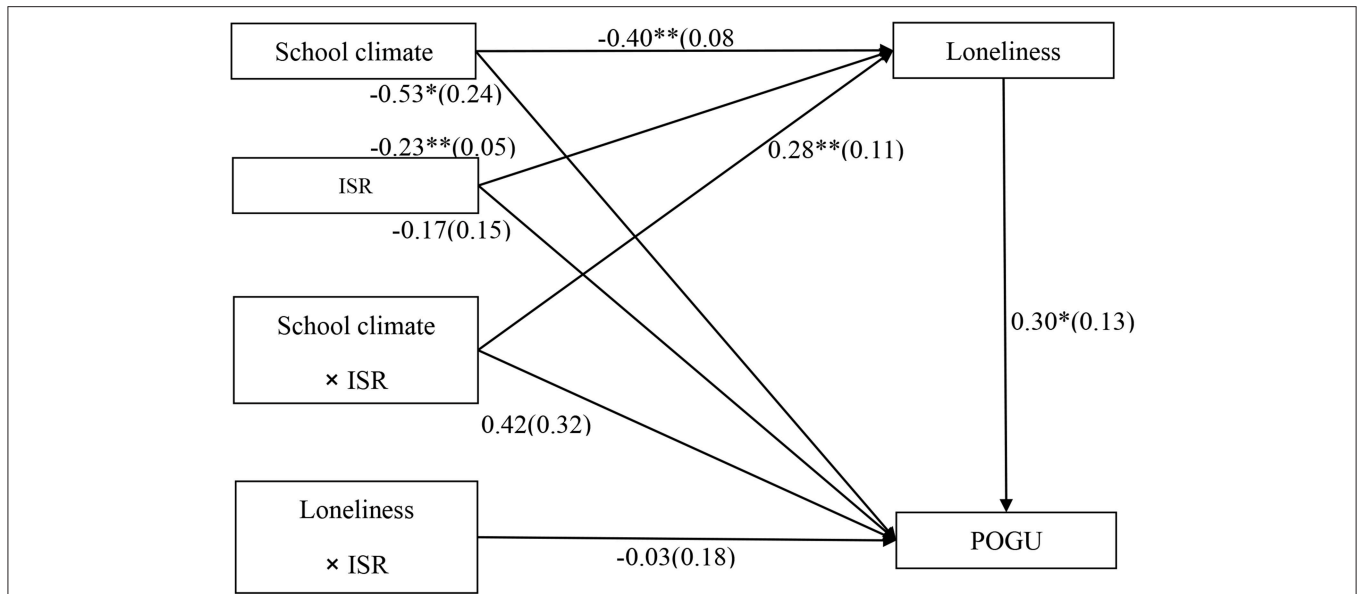 School climate
-0.40**(0.08
Loneliness
-0.53*(0.24)
-0.23**(0.05)
0.28**(0.11)
ISR
-0.17(0.15)
School climate
× ISR
0.30*(0.13)
0.42(0.32)
Loneliness
× ISR
-0.03(0.18)
POGU